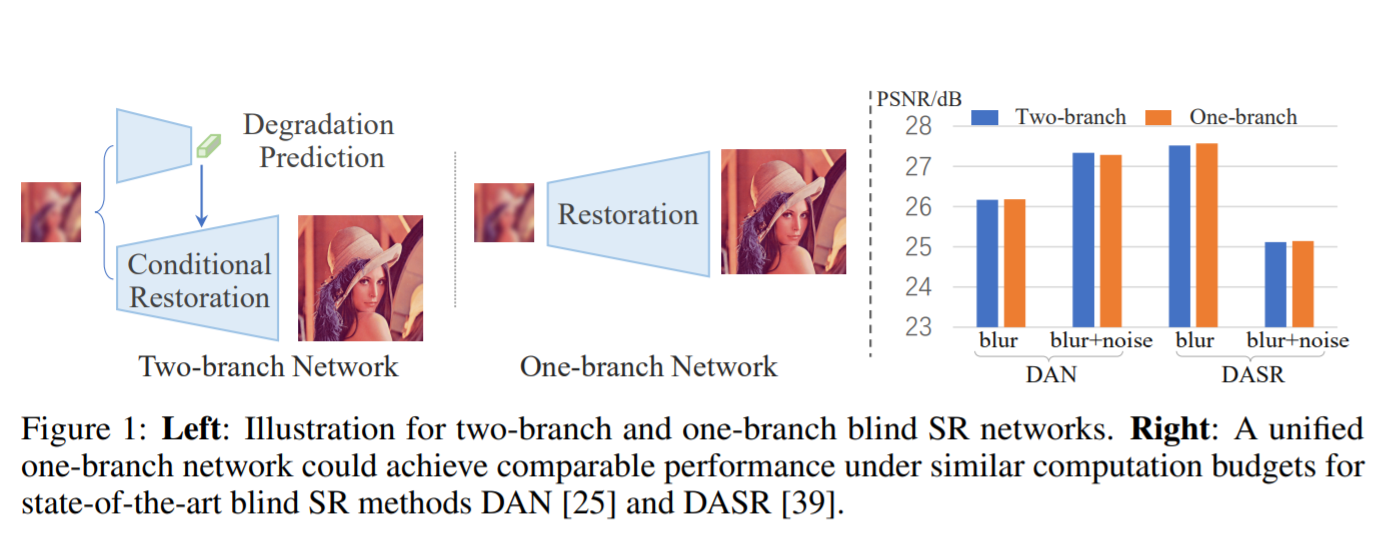 Degradation
Prediction
Conditional
Restoration
Two-branch Network
Restoration
One-branch Network
PSNR/dB
Two-branch One-branch
28
27
26
25
24
23
blur blur+noise blur blur+noise
DAN DASR
Figure 1: Left: Illustration for two-branch and one-branch blind SR networks. Right: A unified
one-branch network could achieve comparable performance under similar computation budgets for
state-of-the-art blind SR methods DAN [25] and DASR [39].